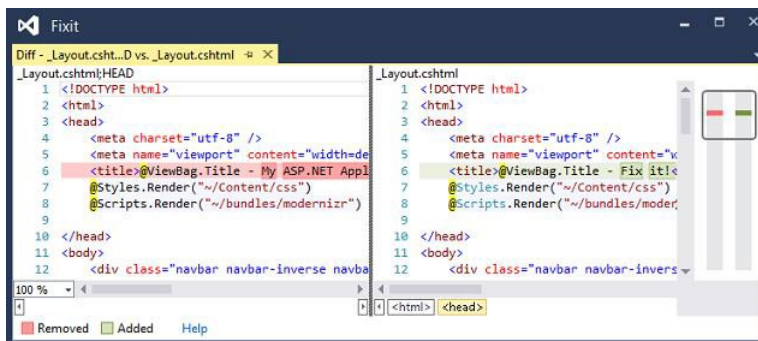 Fixit
Diff - _Layout.csht...D vs. _Layout.cshtml
_Layout.cshtml;HEAD
1 <!DOCTYPE html>
2 <html>
3 <head>
4 <meta charset="utf-8" />
5 <meta name="viewport" content="width=de
6 <title>@ViewBag.Title - My ASP.NET Appl
7 @Styles.Render("~/Content/css")
8 @Scripts.Render("~/bundles/modernizr")
9
10 </head>
11 <body>
12 <div class="navbar navbar-inverse navba
100 %
_Layout.cshtml
1 <!DOCTYPE html>
2 <html>
3 <head>
4 <meta charset="utf-8" />
5 <meta name="viewport" content="w
6 <title>@ViewBag.Title - Fix it!<
7 @Styles.Render("~/Content/css")
8 @Scripts.Render("~/bundles/moder
9
10 </head>
11 <body>
12 <div class="navbar navbar-invers
<html> <head>
Removed Added Help